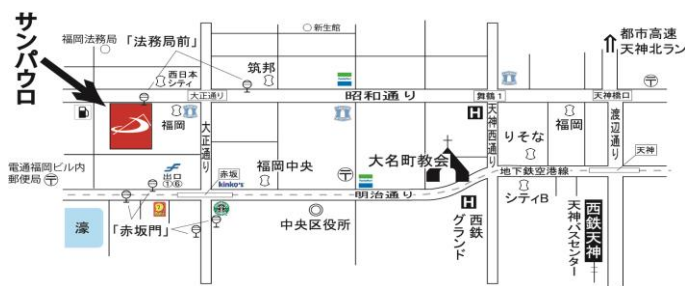 サンパウロ
福岡法務局
「法務局前」
新生館
都市高速
天神北ラン
西日本
シティ
筑邦
大正通り
昭和通り
舞鶴1
天神橋口
福岡
大正通り
天神西通り
りそな
福岡
渡辺通り
天神
電通福岡ビル内
郵便局
出口
①⑥
赤坂
kinko's
福岡中央
大名町教会
地下鉄空港線
明治通り
シティB
濠
「赤坂門」
中央区役所
西鉄
グランド
天神バスセンター
西鉄天神
H
H